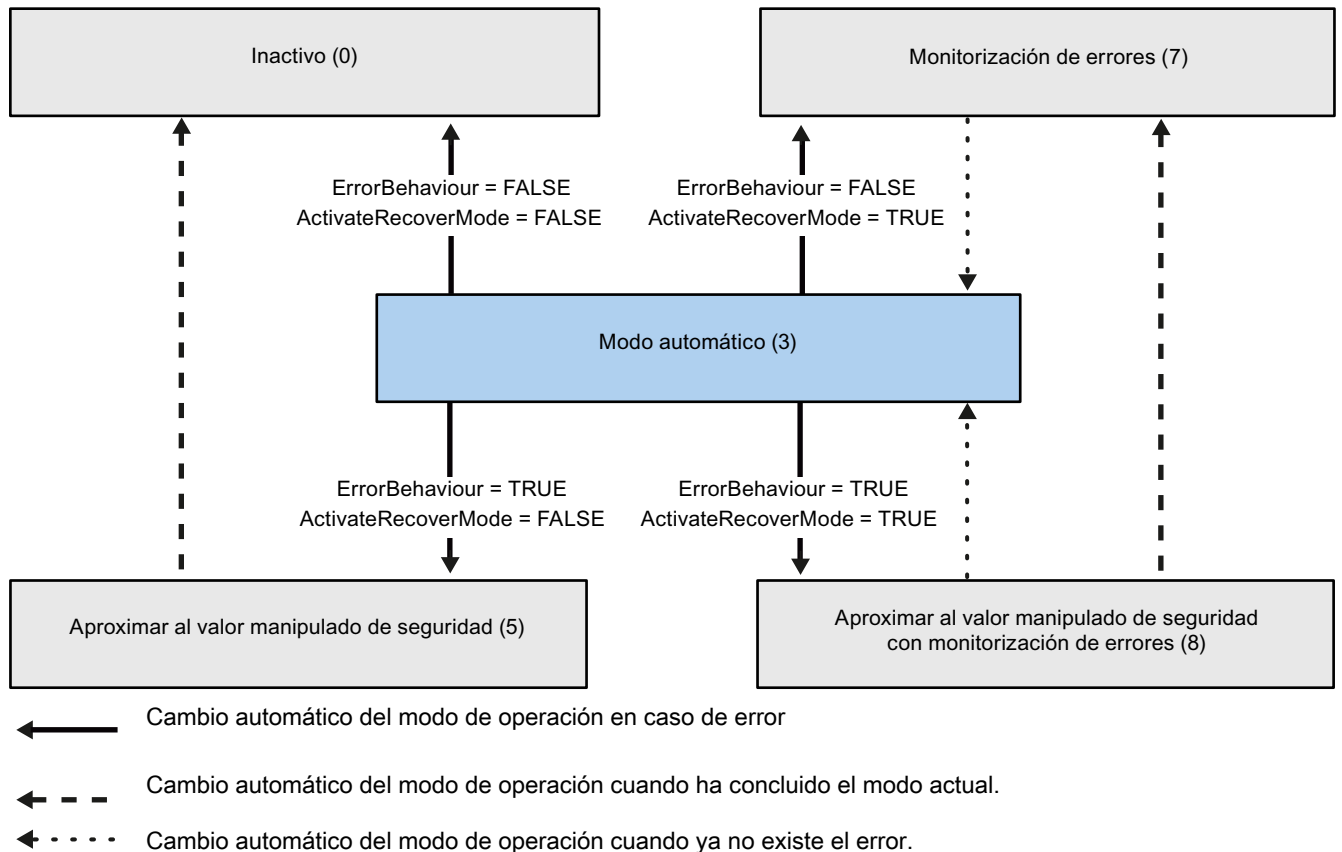 Inactivo (0)
Monitorización de errores (7)
ErrorBehaviour = FALSE
ActivateRecoverMode = FALSE
ErrorBehaviour = FALSE
ActivateRecoverMode = TRUE
Modo automático (3)
ErrorBehaviour = TRUE
ActivateRecoverMode = FALSE
ErrorBehaviour = TRUE
ActivateRecoverMode = TRUE
Aproximar al valor manipulado de seguridad (5)
Aproximar al valor manipulado de seguridad
con monitorización de errores (8)
Cambio automático del modo de operación en caso de error
Cambio automático del modo de operación cuando ha concluido el modo actual.
Cambio automático del modo de operación cuando ya no existe el error.